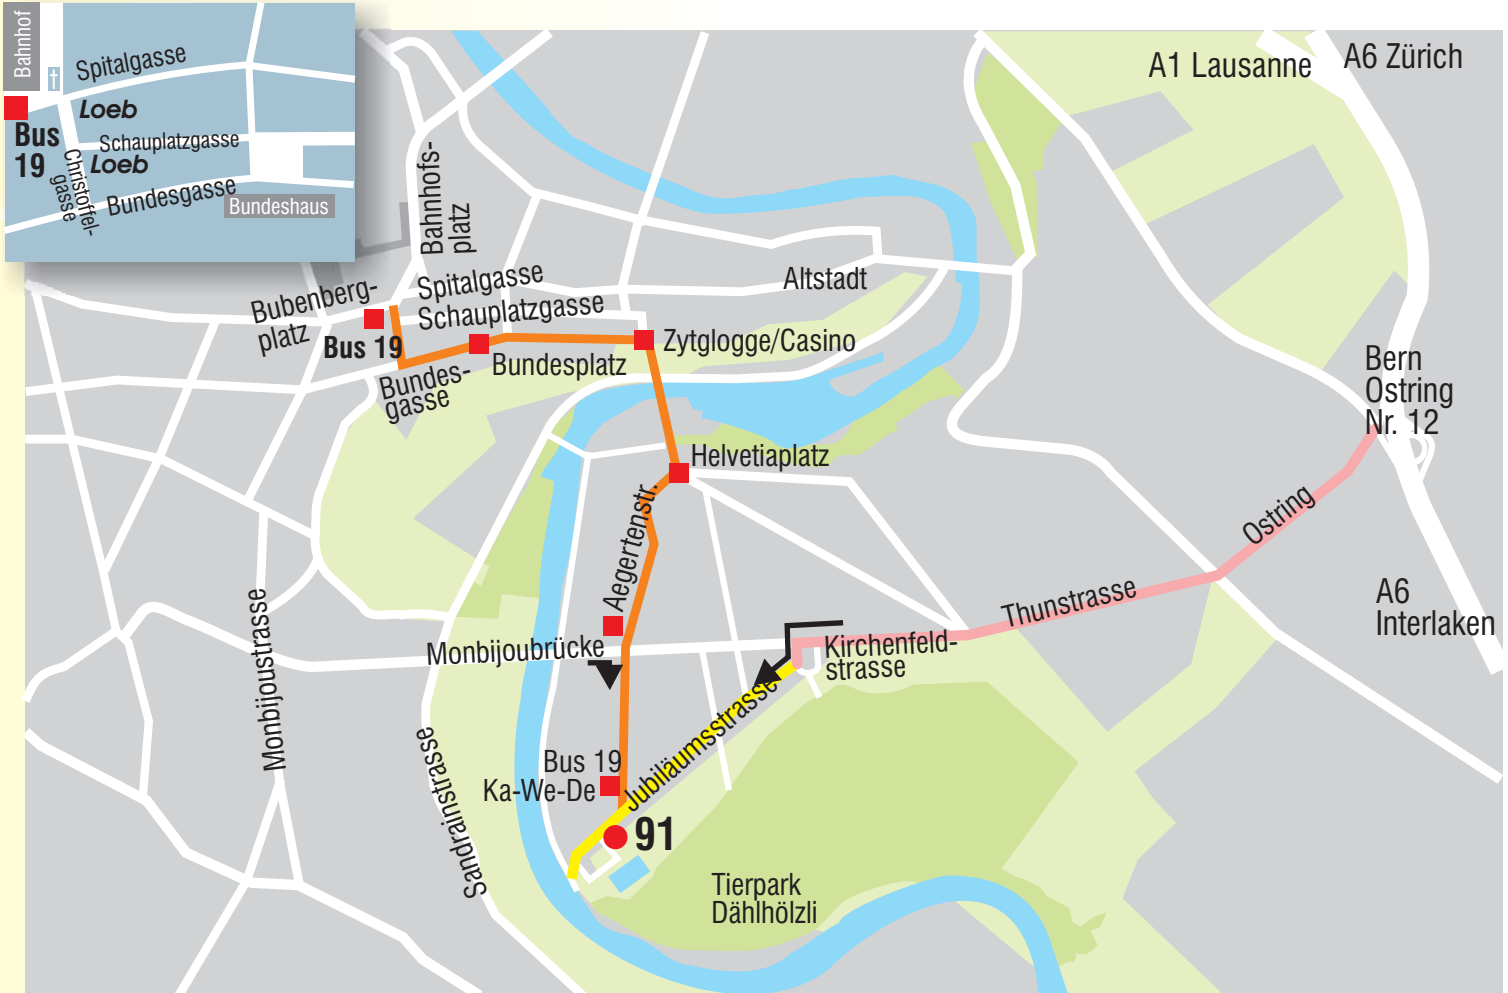 Bahnhof
Spitalgasse
Loeb
Bus
19
Schauplatzgasse
Loeb
Christoffel-
gasse
Bundesgasse
Bundeshaus
A1 Lausanne
A6 Zürich
Bahnhofs-
platz
Bubenberg-
platz
Spitalgasse
Schauplatzgasse
Altstadt
Bus 19
Bundesplatz
Zytglogge/Casino
Bundes-
gasse
Bern
Ostring
Nr. 12
Helvetiaplatz
Aegertenstr.
Ostring
Thunstrasse
A6
Interlaken
Monbijoustrasse
Monbijoubrücke
Kirchenfeld-
strasse
Jubiläumsstrasse
Sandrainstrasse
Bus 19
Ka-We-De
91
Tierpark
Dählhölzli